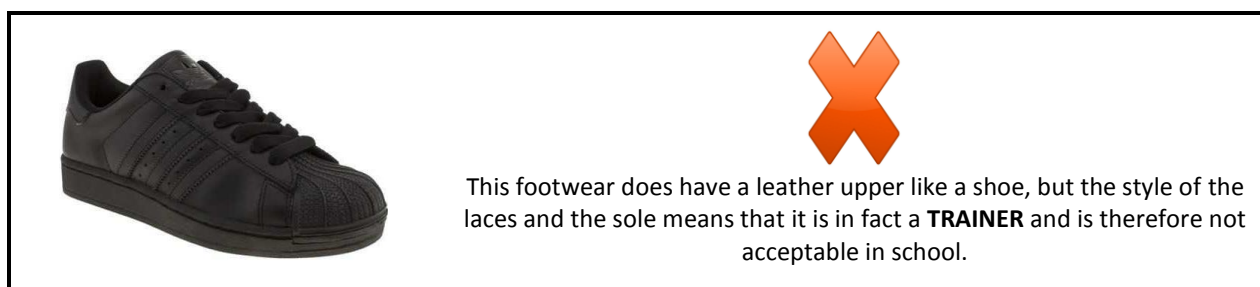 This footwear does have a leather upper like a shoe, but the style of the
laces and the sole means that it is in fact a TRAINER and is therefore not
acceptable in school.